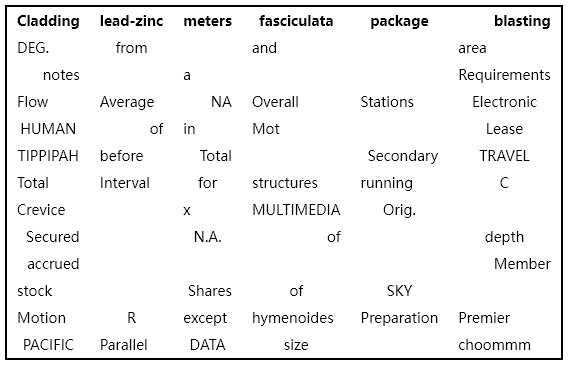 Cladding lead-zinc meters fasciculata package blasting
DEG. from and area
notes a Requirements
Flow Average NA Overall Stations Electronic
HUMAN of in Mot Lease
TIPPIPAH before Total Secondary TRAVEL
Total Interval for structures running C
Crevice x MULTIMEDIA Orig.
Secured N.A. of depth
accrued Member
stock Shares of SKY
Motion R except hymenoides Preparation Premier
PACIFIC Parallel DATA size choommm